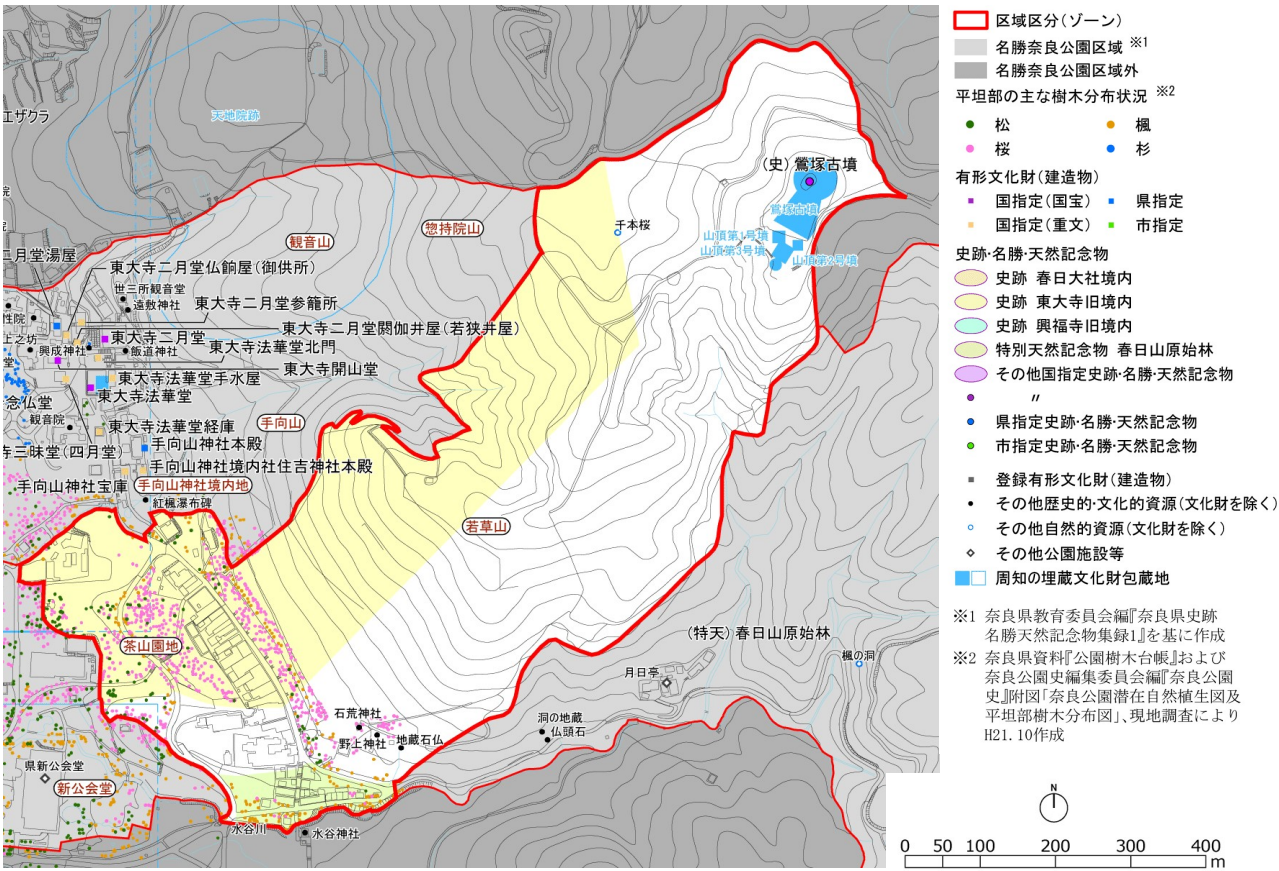 エザクラ
天地院跡
(史)鶯塚古墳
鶯塚古墳
千本桜
山頂第1号墳
山頂第3号墳
山頂第2号墳
惣持院山
観音山
二月堂湯屋
東大寺二月堂仏餉屋(御供所)
世三所観音堂
遠敷神社
東大寺二月堂参籠所
性院
東大寺二月堂閼伽井屋(若狭井屋)
上之坊
東大寺二月堂
興成神社
飯道神社
東大寺法華堂北門
東大寺開山堂
堂
東大寺法華堂手水屋
念仏堂
東大寺法華堂
観音院
手向山
東大寺法華堂経庫
寺三昧堂(四月堂)
手向山神社本殿
手向山神社境内社住吉神社本殿
手向山神社宝庫
手向山神社境内地
紅楓瀑布碑
若草山
茶山園地
(特天)春日山原始林
楓の洞
月日亭
石荒神社
洞の地蔵
仏頭石
野上神社
地蔵石仏
県新公会堂
新公会堂
水谷川
水谷神社
区域区分(ゾーン)
名勝奈良公園区域 ※1
名勝奈良公園区域外
平坦部の主な樹木分布状況 ※2
松
楓
桜
杉
有形文化財(建造物)
国指定(国宝)
県指定
国指定(重文)
市指定
史跡・名勝・天然記念物
史跡 春日大社境内
史跡 東大寺旧境内
史跡 興福寺旧境内
特別天然記念物 春日山原始林
その他国指定史跡・名勝・天然記念物
〃
県指定史跡・名勝・天然記念物
市指定史跡・名勝・天然記念物
登録有形文化財(建造物)
その他歴史的・文化的資源(文化財を除く)
その他自然的資源(文化財を除く)
その他公園施設等
周知の埋蔵文化財包蔵地
※1 奈良県教育委員会編『奈良県史跡
名勝天然記念物集録1』を基に作成
※2 奈良県資料『公園樹木台帳』および
奈良公園史編集委員会編『奈良公園
史』附図「奈良公園潜在自然植生図及
平坦部樹木分布図」、現地調査により
H21.10作成
N
0 50 100 200 300 400
m